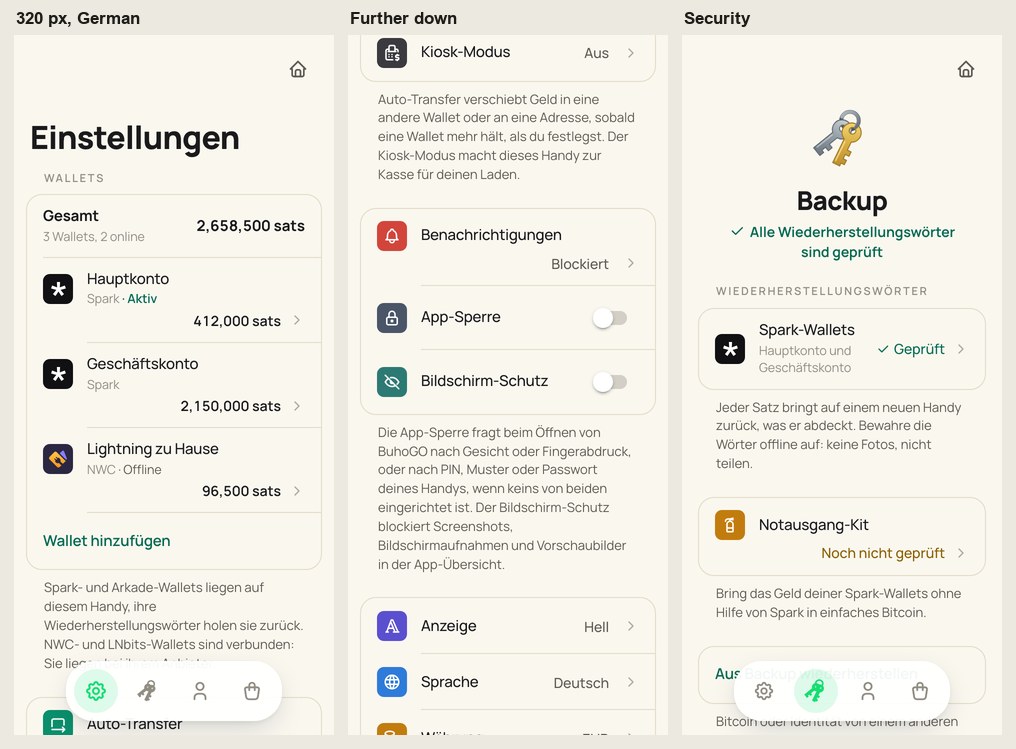 320 px, German
Einstellungen
WALLETS
Gesamt
3 Wallets, 2 online
2,658,500 sats
Hauptkonto
Spark · Aktiv
412,000 sats
Geschäftskonto
Spark
2,150,000 sats
Lightning zu Hause
NWC · Offline
96,500 sats
Wallet hinzufügen
Spark- und Arkade-Wallets liegen auf
diesem Handy, ihre
Wiederherstellungswörter holen sie zurück.
NWC- und LNbits-Wallets sind verbunden:
Sie
Auto-Transfer
Further down
Kiosk-Modus
Aus
Auto-Transfer verschiebt Geld in eine
andere Wallet oder an eine Adresse, sobald
eine Wallet mehr hält, als du festlegst. Der
Kiosk-Modus macht dieses Handy zur
Kasse für deinen Laden.
Benachrichtigungen
Blockiert
App-Sperre
Bildschirm-Schutz
Die App-Sperre fragt beim Öffnen von
BuhoGO nach Gesicht oder Fingerabdruck,
oder nach PIN, Muster oder Passwort
deines Handys, wenn keins von beiden
eingerichtet ist. Der Bildschirm-Schutz
blockiert Screenshots,
Bildschirmaufnahmen und Vorschaubilder
in der App-Übersicht.
Anzeige
Hell
Sprache
Deutsch
Security
Backup
Alle Wiederherstellungswörter
sind geprüft
WIEDERHERSTELLUNGSWÖRTER
Spark-Wallets
Hauptkonto und
Geschäftskonto
Geprüft
Jeder Satz bringt auf einem neuen Handy
zurück, was er abdeckt. Bewahre die
Wörter offline auf: keine Fotos, nicht
teilen.
Notausgang-Kit
Noch nicht geprüft
Bring das Geld deiner Spark-Wallets ohne
Hilfe von Spark in einfaches Bitcoin.
Aus Backup wiederherstellen
Bitcoin oder Identität von einem anderen